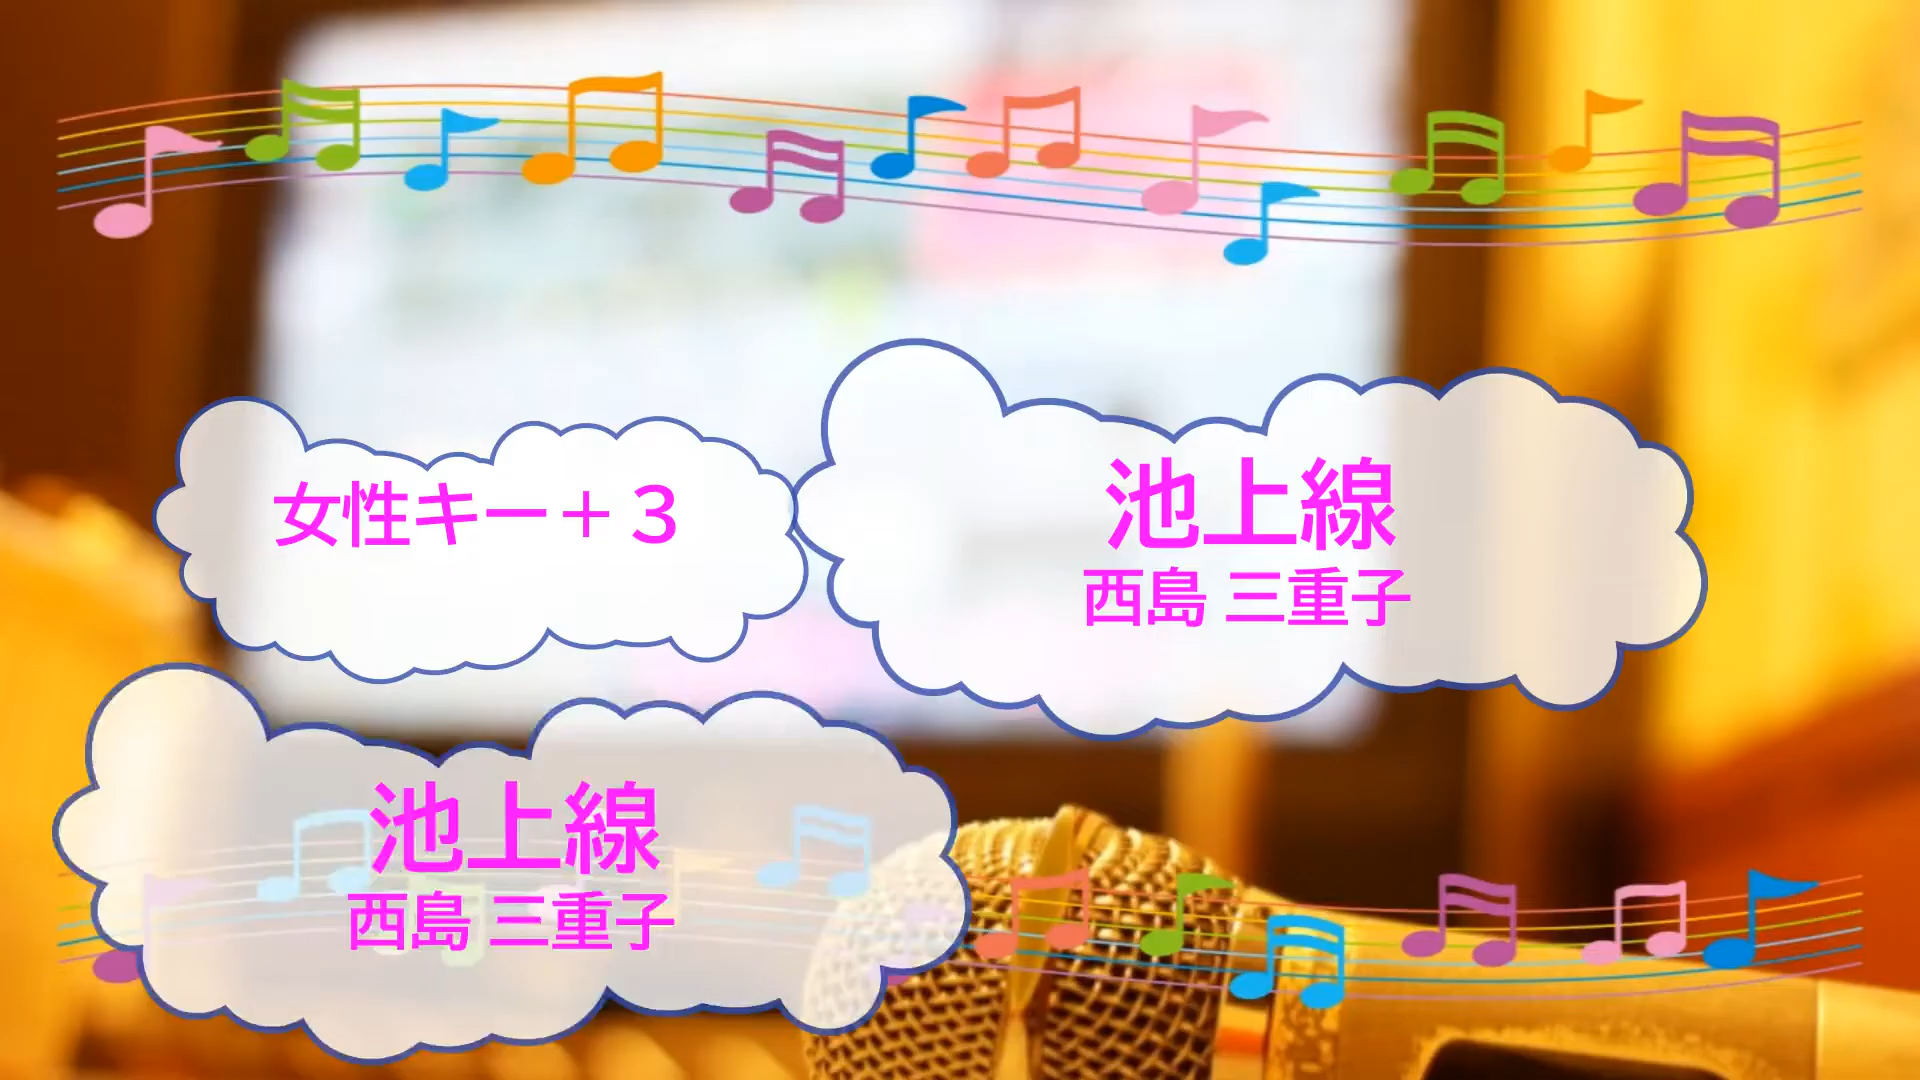 女性キー＋３
池上線
西島 三重子
池上線
西島 三重子